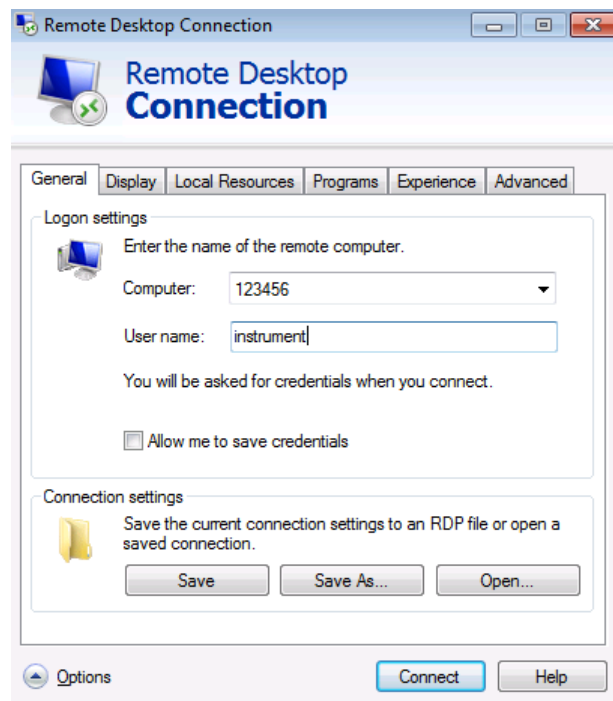 Remote Desktop Connection
Remote Desktop
Connection
General Display Local Resources Programs Experience Advanced
Logon settings
Enter the name of the remote computer.
Computer: 123456
User name: instrument
You will be asked for credentials when you connect.
Allow me to save credentials
Connection settings
Save the current connection settings to an RDP file or open a
saved connection.
Save Save As... Open...
Options Connect Help